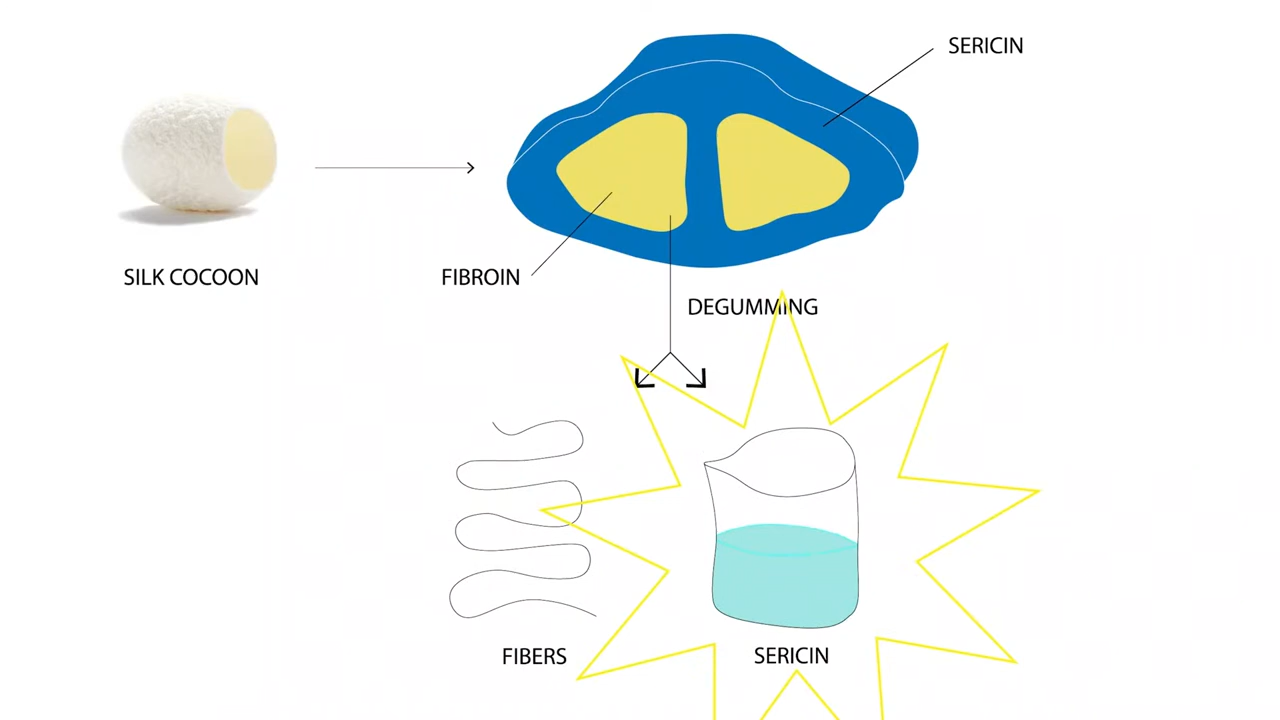 SERICIN
SILK COCOON
FIBROIN
DEGUMMING
FIBERS
SERICIN